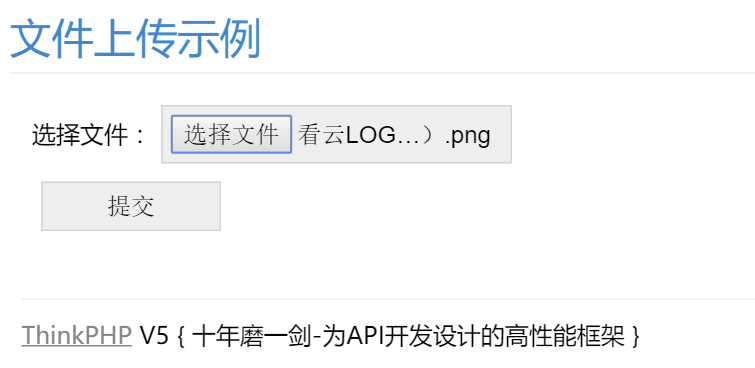 文件上传示例
选择文件： 选择文件 看云LOG...）.png
提交
ThinkPHP V5 { 十年磨一剑-为API开发设计的高性能框架 }